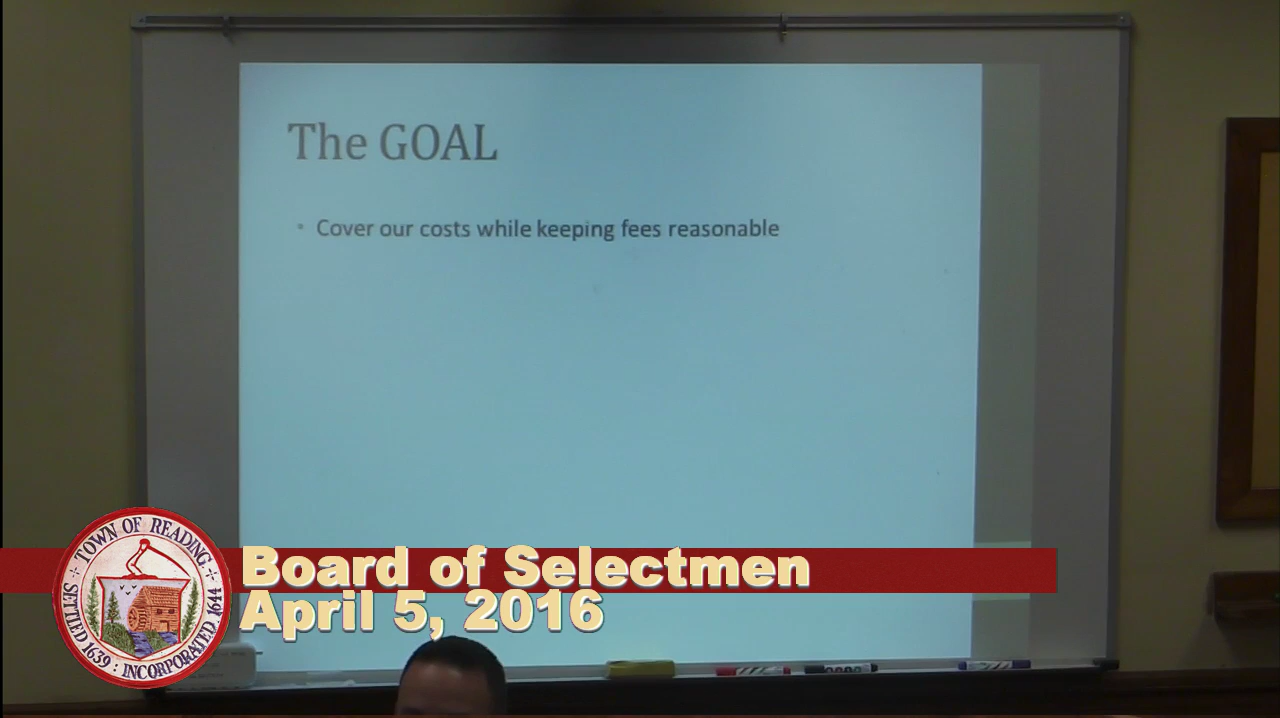 The GOAL
• Cover our costs while keeping fees reasonable
TOWN OF READING
SETTLED 1639 : INCORPORATED 1644
Board of Selectmen
April 5, 2016